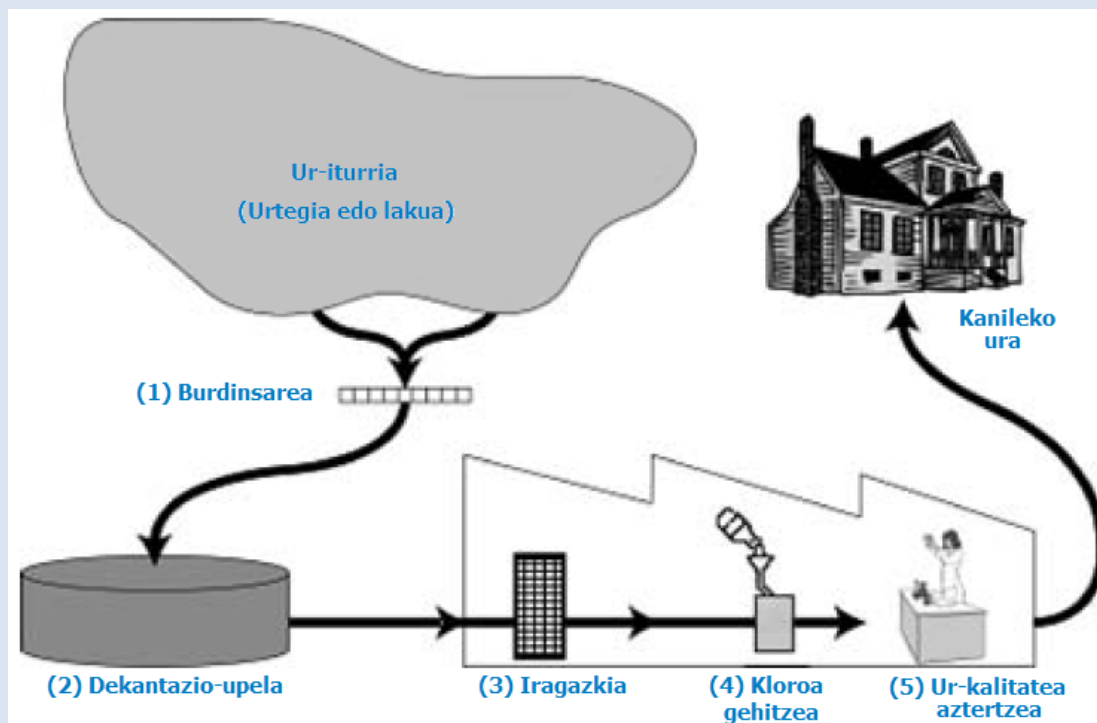 Ur-iturria
(Urtegia edo lakua)
Kanileko
ura
(1) Burdinsarea
(2) Dekantazio-upela
(3) Iragazkia
(4) Kloroa
gehitzea
(5) Ur-kalitatea
aztertzea